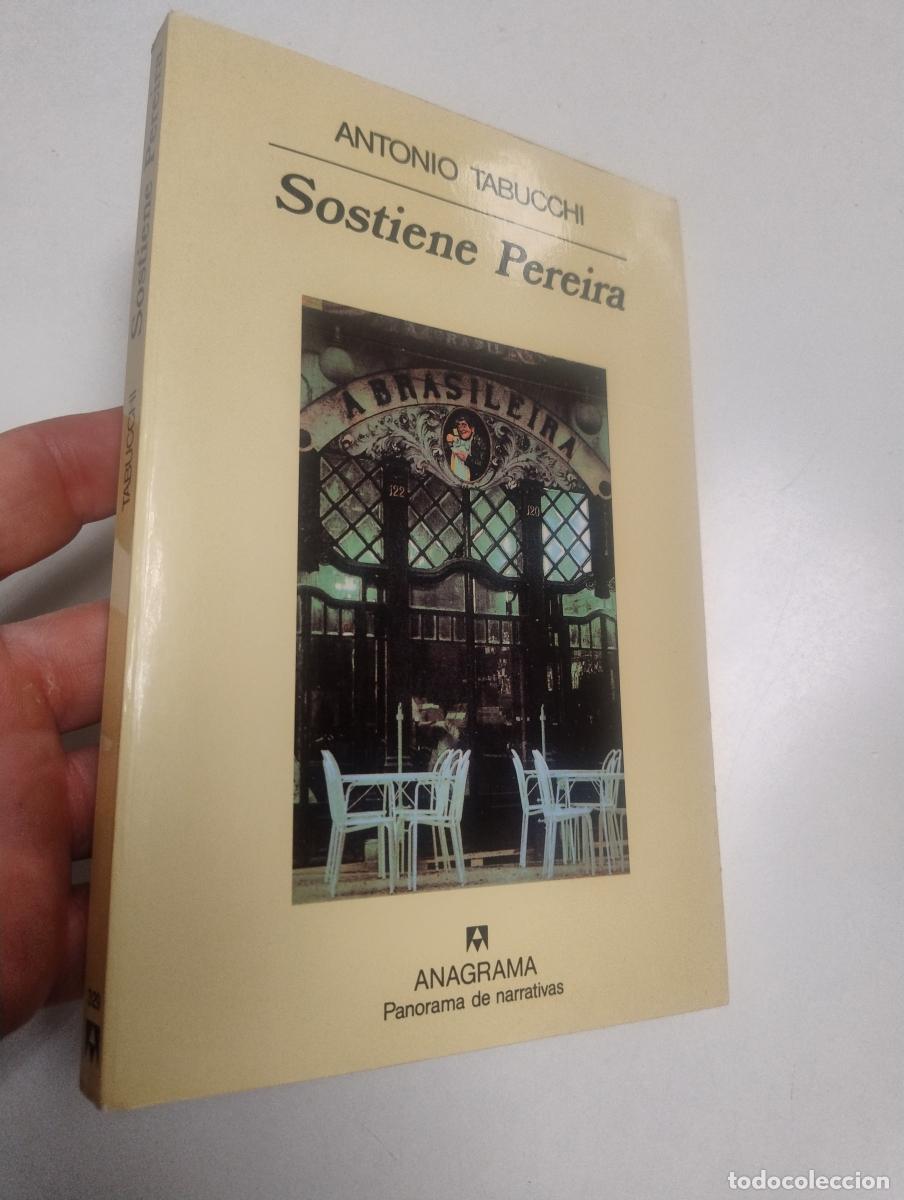 ANTONIO TABUCCHI
Sostiene Pereira
A BRASILEIRA
122
120
ANAGRAMA
Panorama de narrativas
Sostiene Pereira
TABUCCHI
todocoleccion